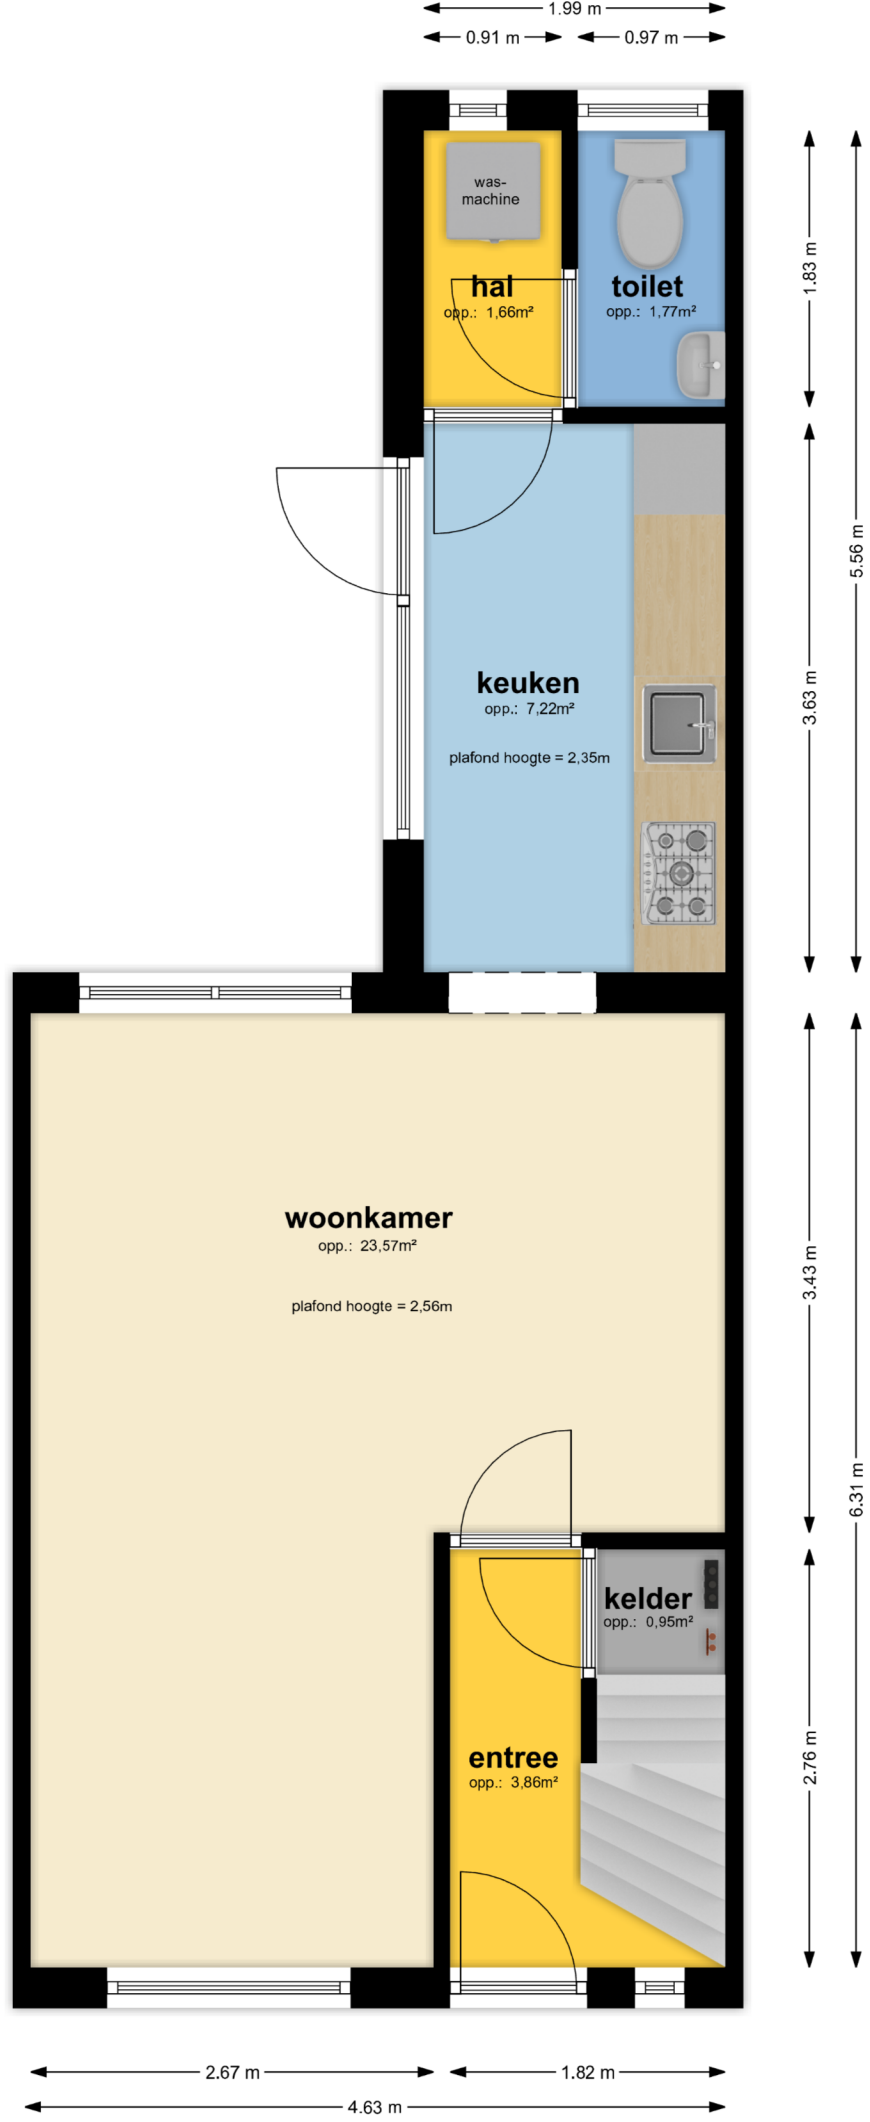 1.99 m
0.91 m
0.97 m
was-
machine
hal
opp.: 1,66m²
toilet
opp.: 1,77m²
1.83 m
5.56 m
keuken
opp.: 7,22m²
plafond hoogte = 2,35m
3.63 m
woonkamer
opp.: 23,57m²
plafond hoogte = 2,56m
3.43 m
6.31 m
kelder
opp.: 0,95m²
entree
opp.: 3,86m²
2.76 m
2.67 m
1.82 m
4.63 m